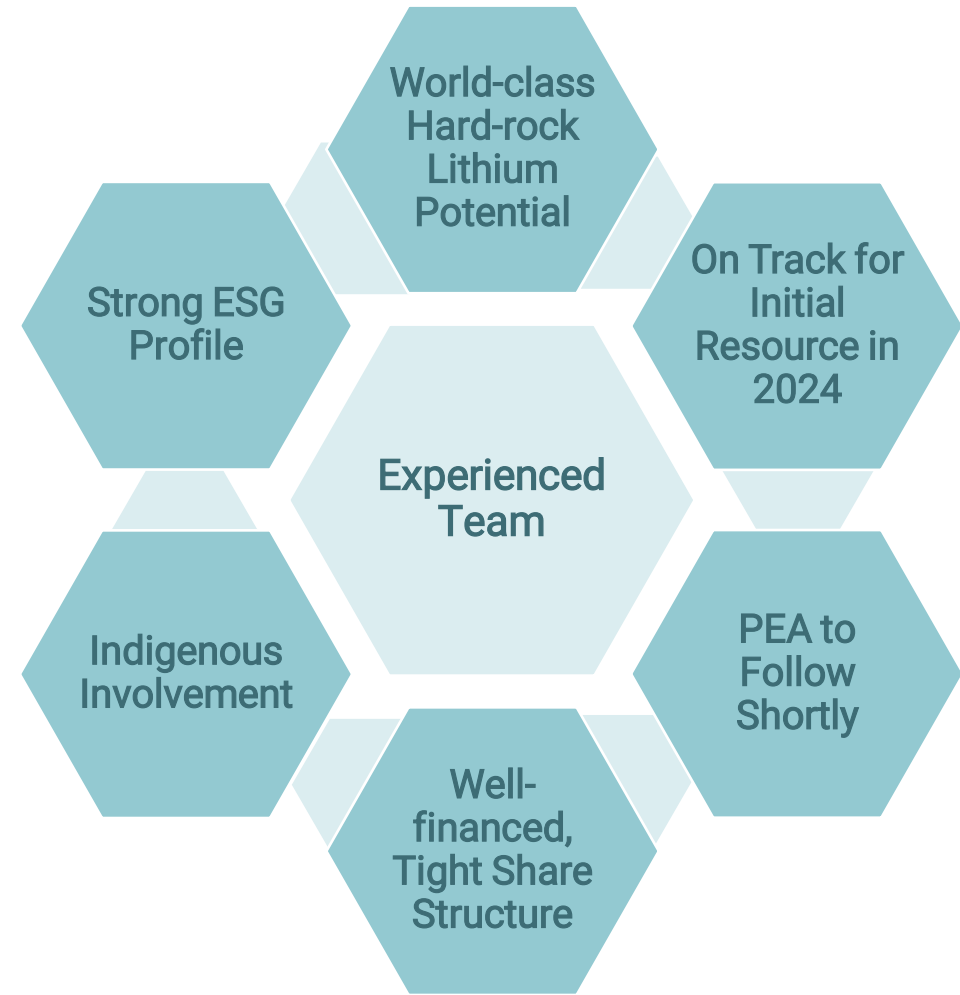 World-class
Hard-rock
Lithium
Potential
On Track for
Initial
Resource in
2024
PEA to
Follow
Shortly
Well-
financed,
Tight Share
Structure
Indigenous
Involvement
Strong ESG
Profile
Experienced
Team